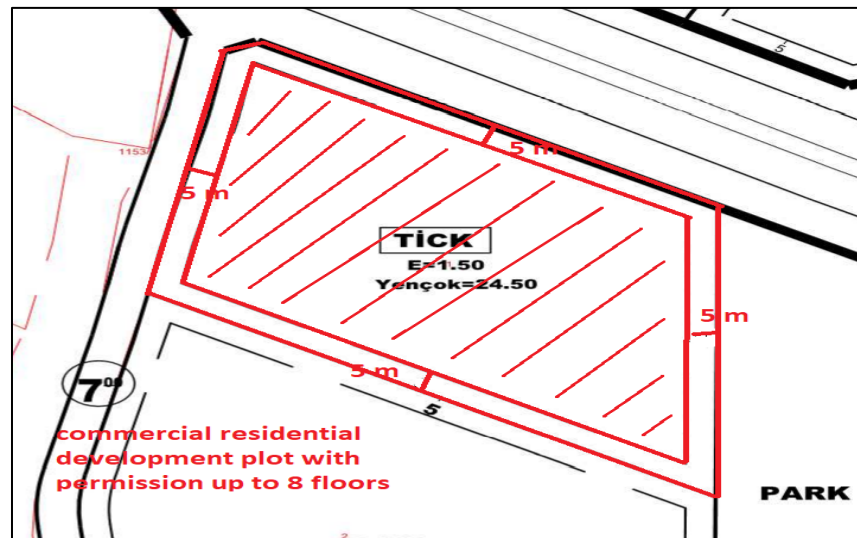 5
1153
5 m
5 m
TİCK
E=1.50
Yençok=24.50
5 m
5 m
5
7⁰⁰
commercial residential
development plot with
permission up to 8 floors
PARK
2